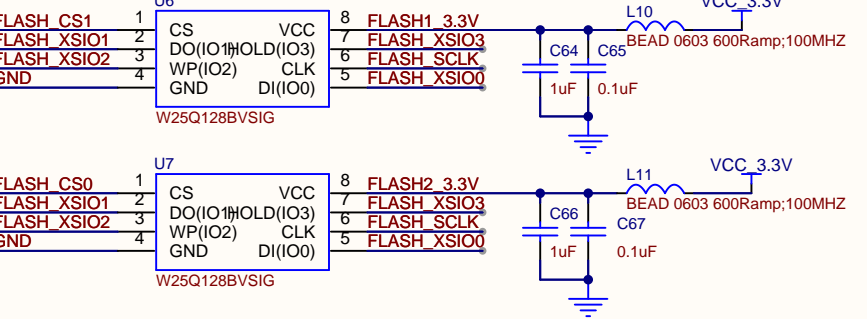 U6
VCC_3.3V
L10
FLASH_CS1 1 CS VCC 8 FLASH1_3.3V
FLASH_XSIO1 2 DO(IO1) HOLD(IO3) 7 FLASH_XSIO3
BEAD 0603 600Ramp;100MHZ
FLASH_XSIO2 3 WP(IO2) CLK 6 FLASH_SCLK
C64 C65
GND 4 GND DI(IO0) 5 FLASH_XSIO0
1uF 0.1uF
W25Q128BVSIG
U7
VCC_3.3V
L11
FLASH_CS0 1 CS VCC 8 FLASH2_3.3V
BEAD 0603 600Ramp;100MHZ
FLASH_XSIO1 2 DO(IO1) HOLD(IO3) 7 FLASH_XSIO3
C66 C67
FLASH_XSIO2 3 WP(IO2) CLK 6 FLASH_SCLK
GND 4 GND DI(IO0) 5 FLASH_XSIO0
1uF 0.1uF
W25Q128BVSIG